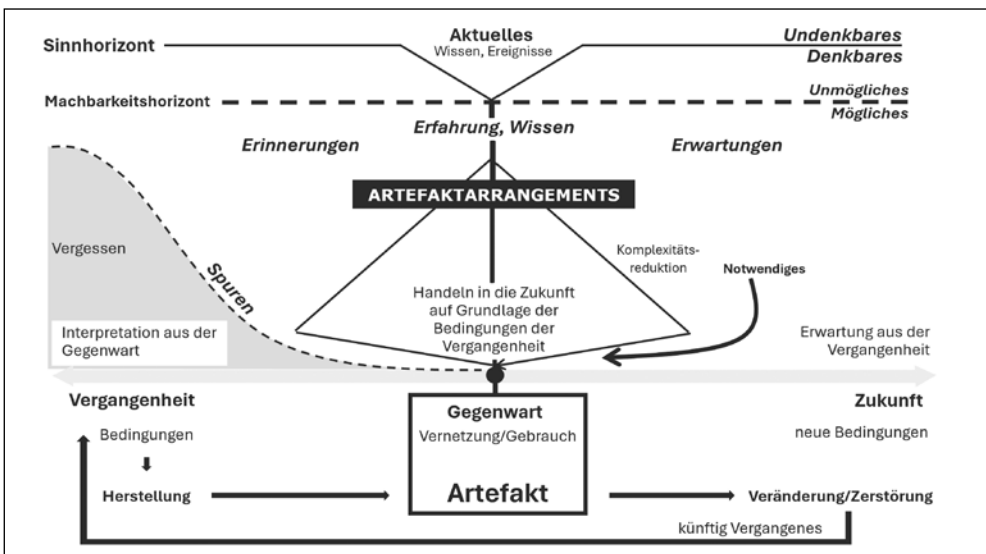 Sinnhorizont
Aktuelles
Wissen, Ereignisse
Undenkbares
Denkbares
Machbarkeitshorizont
Unmögliches
Mögliches
Erfahrung, Wissen
Erinnerungen
Erwartungen
ARTEFAKTARRANGEMENTS
Vergessen
Spuren
Komplexitäts-
reduktion
Notwendiges
Handeln in die Zukunft
auf Grundlage der
Bedingungen der
Vergangenheit
Interpretation aus der
Gegenwart
Erwartung aus der
Vergangenheit
Vergangenheit
Gegenwart
Zukunft
Bedingungen
Vernetzung/Gebrauch
neue Bedingungen
Herstellung
Artefakt
Veränderung/Zerstörung
künftig Vergangenes